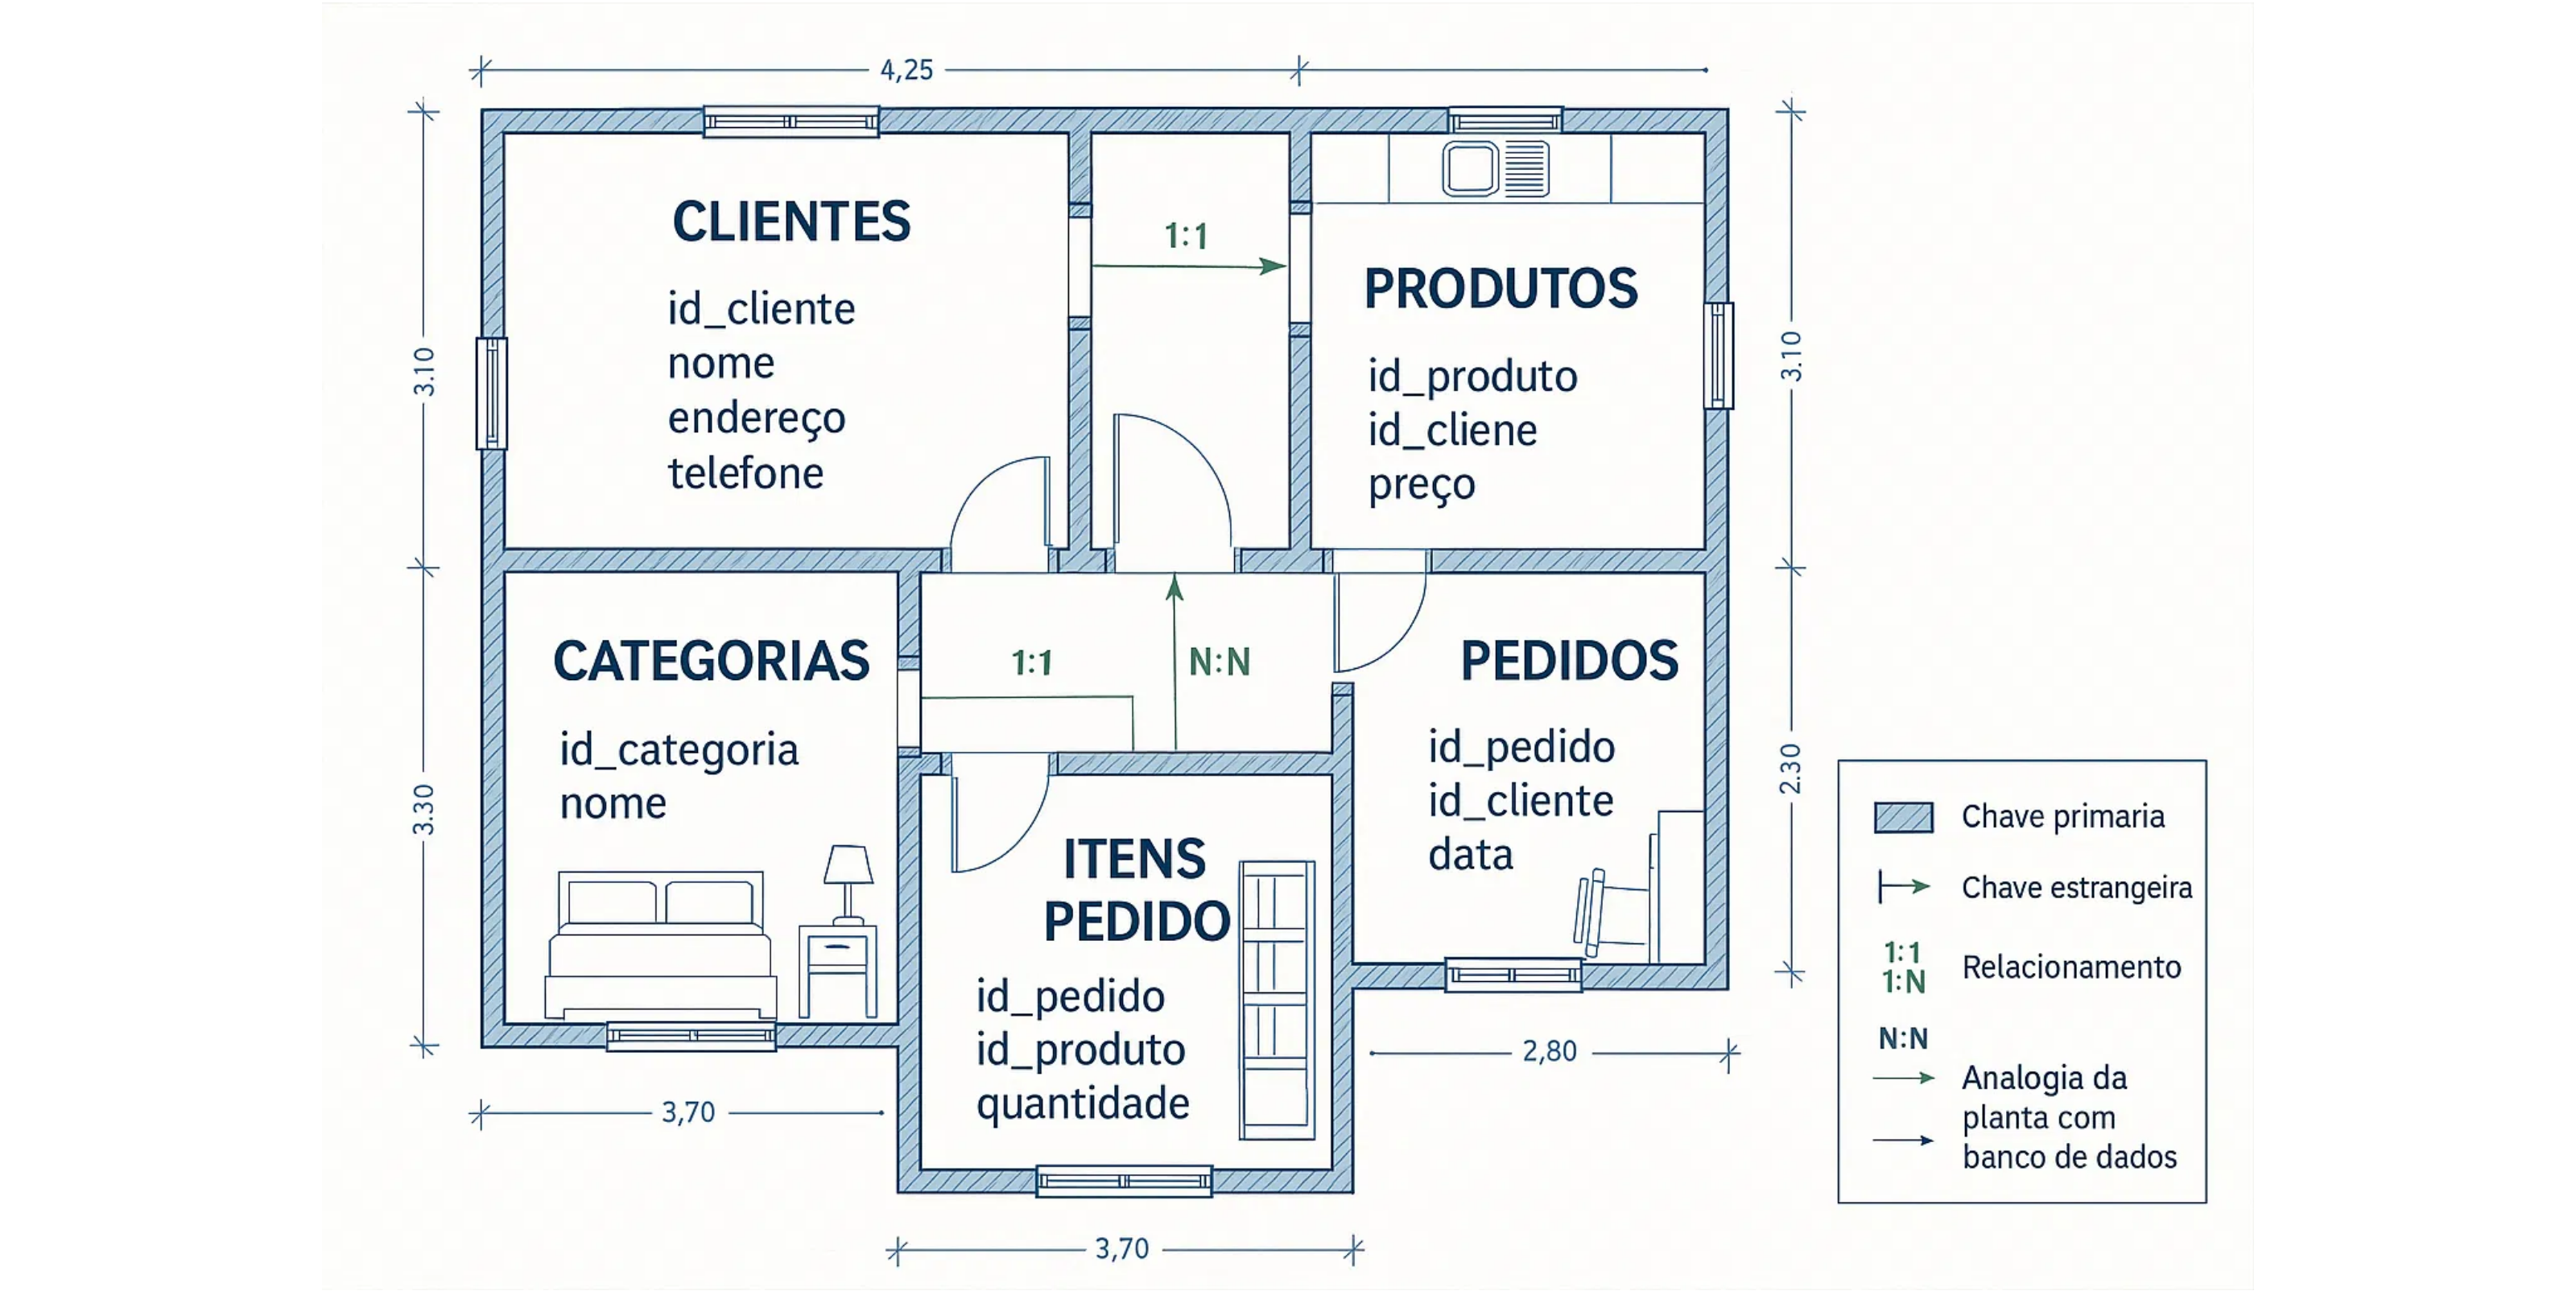 4,25
CLIENTES
id_cliente
nome
endereço
telefone
1:1
PRODUTOS
id_produto
id_cliene
preço
3.10
3.10
CATEGORIAS
id_categoria
nome
1:1
N:N
PEDIDOS
id_pedido
id_cliente
data
3.30
2.30
ITENS
PEDIDO
id_pedido
id_produto
quantidade
2,80
3,70
3,70
Chave primaria
Chave estrangeira
1:1
1:N
Relacionamento
N:N
Analogia da
planta com
banco de dados